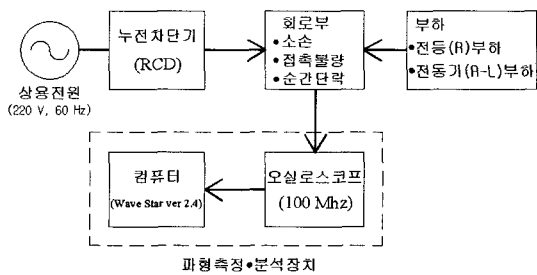 누전차단기
(RCD)
회로부
•소손
•접촉불량
•순간단락
부하
•전등(R)부하
•전동기(R-L)부하
상용전원
(220 V, 60 Hz)
컴퓨터
(Wave Star ver 2.4)
오실로스코프
(100 Mhz)
파형측정•분석장치